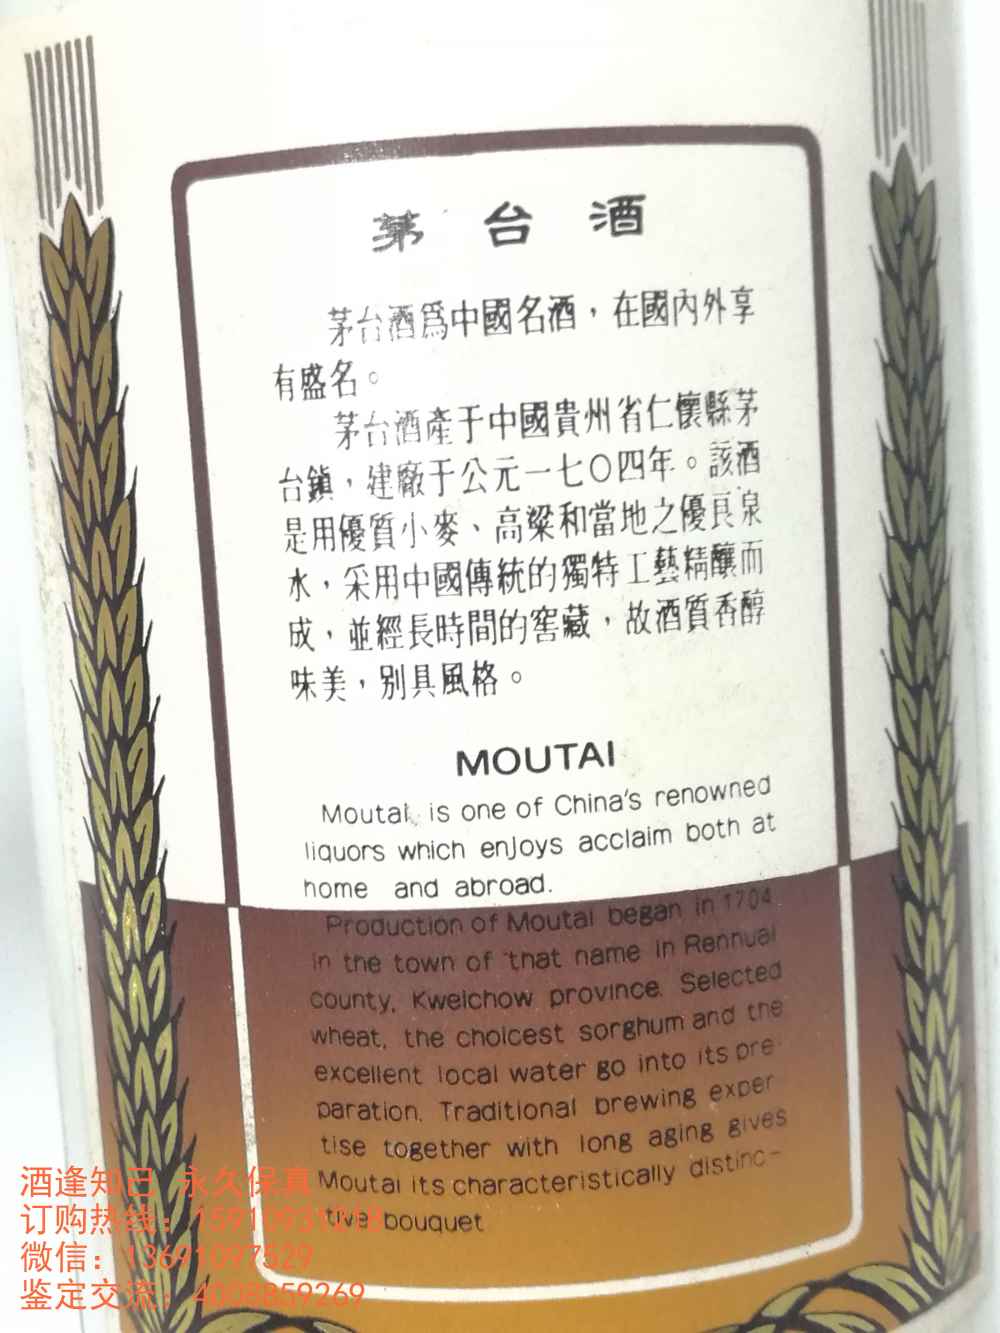 茅台酒
茅台酒爲中國名酒，在國內外享
有盛名。
茅台酒產于中國貴州省仁懷縣茅
台鎮，建廠于公元一七〇四年。該酒
是用優質小麥、高粱和當地之優良泉
水，采用中國傳統的獨特工藝精釀而
成，並經長時間的窖藏，故酒質香醇
味美，別具風格。
MOUTAI
Moutai is one of China's renowned
liquors which enjoys acclaim both at
home and abroad.
Production of Moutai began in 1704
in the town of that name in Renhuai
county, Kweichow province. Selected
wheat, the choicest sorghum and the
excellent local water go into its pre-
paration. Traditional brewing exper-
tise together with long aging gives
Moutai its characteristically distinc-
tive bouquet
酒逢知己 永久保真
订购热线：
微信：13691097529
鉴定交流：4008859269